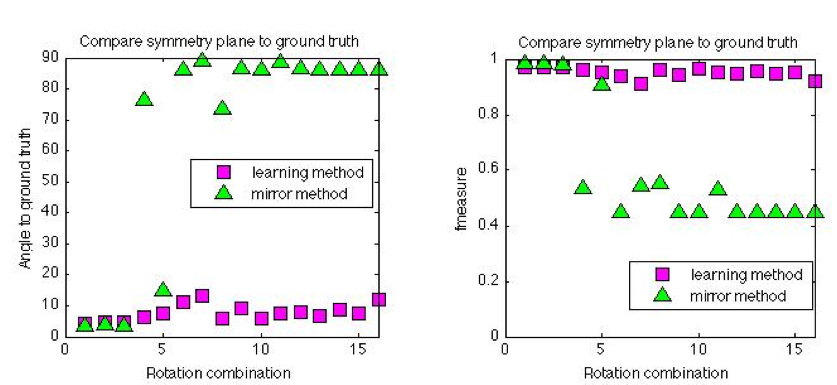 Compare symmetry plane to ground truth
90
80
70
60
50
40
30
20
10
0
Angle to ground truth
learning method
mirror method
0
5
10
15
Rotation combination
Compare symmetry plane to ground truth
1
0.8
0.6
0.4
0.2
0
fmeasure
learning method
mirror method
0
5
10
15
Rotation combination